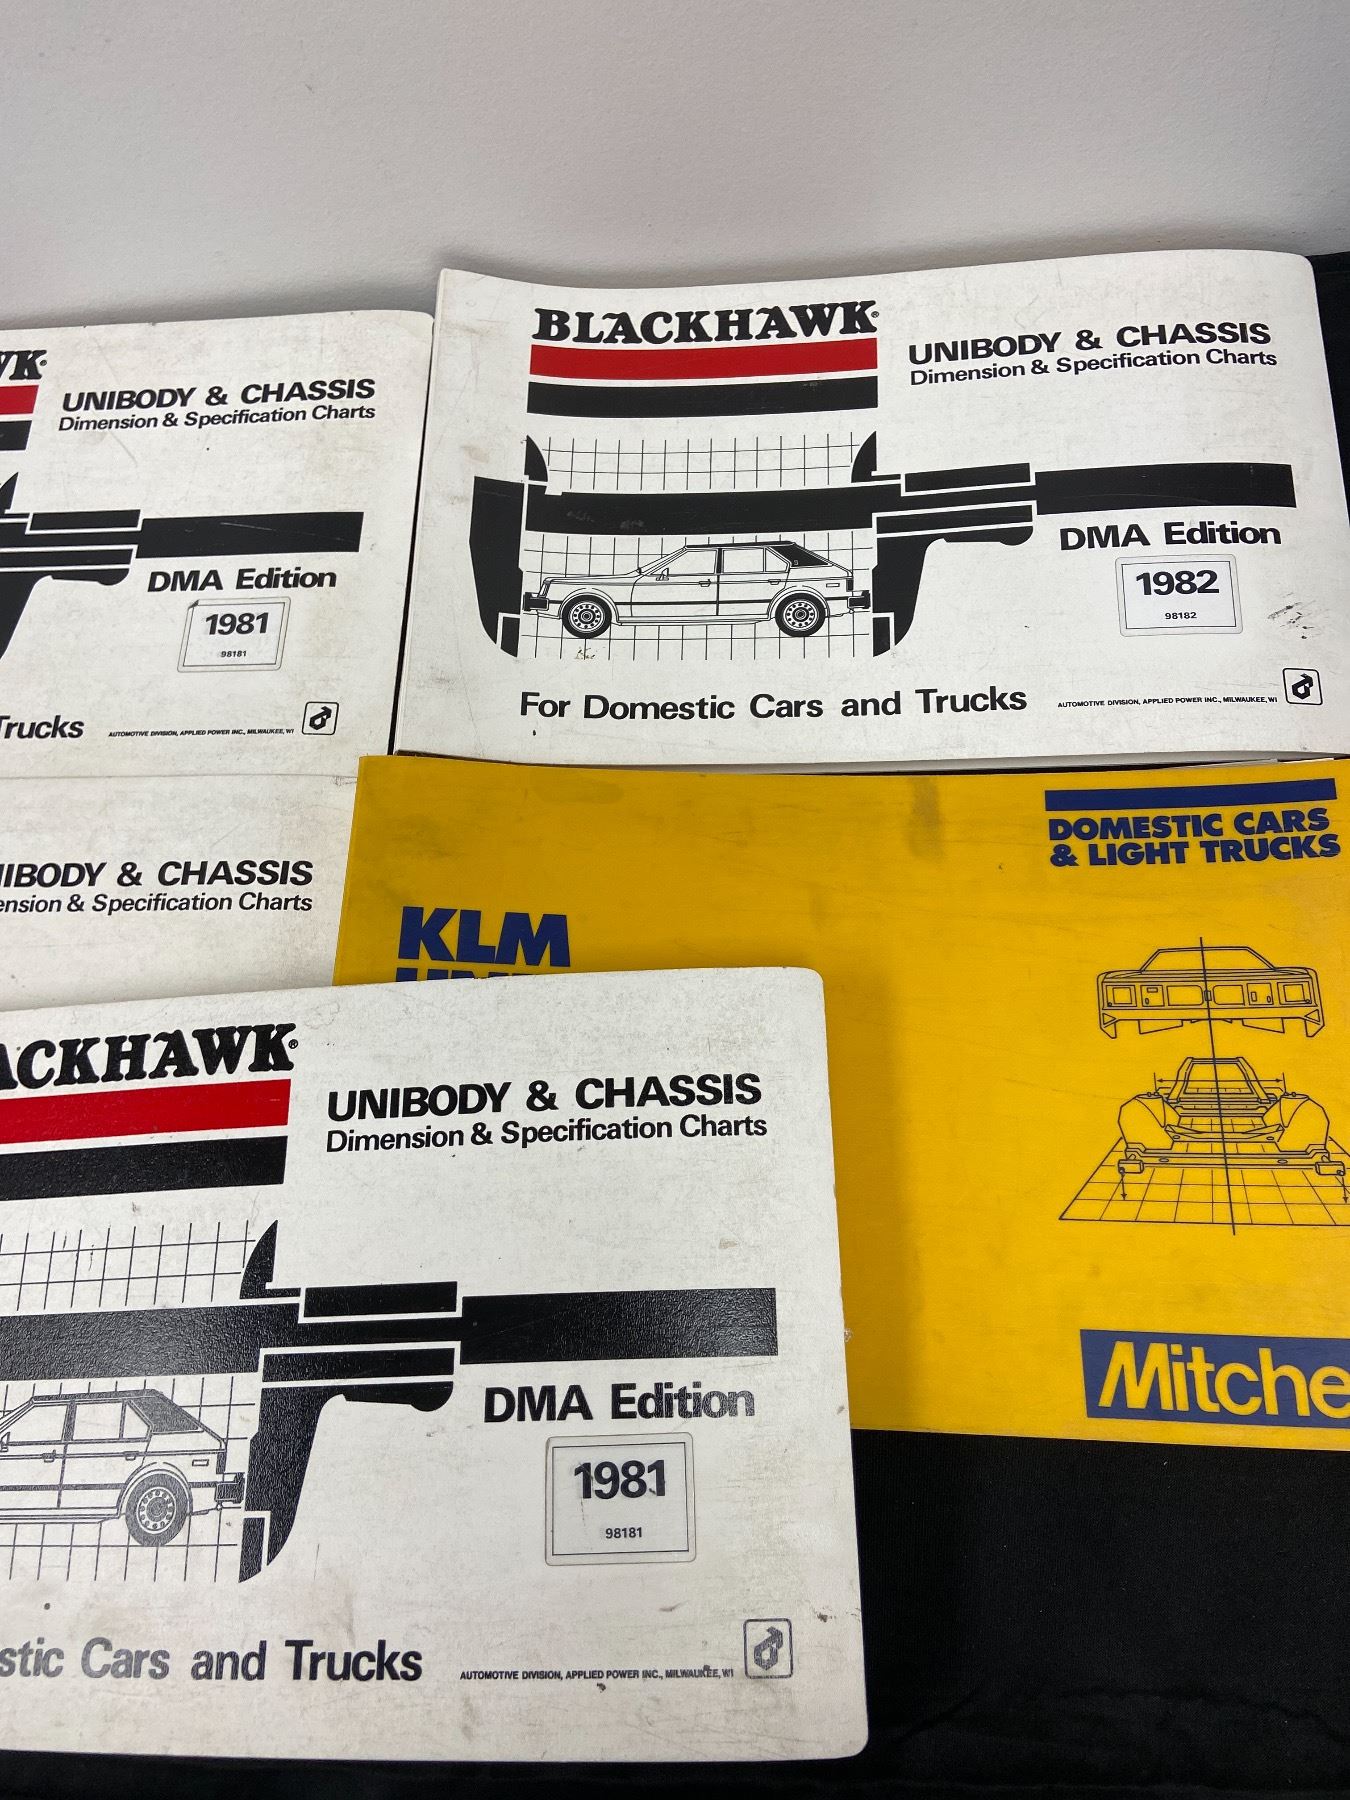 UNIBODY & CHASSIS
Dimension & Specification Charts
DMA Edition
1981
98181
Trucks
AUTOMOTIVE DIVISION, APPLIED POWER INC., MILWAUKEE, WI
BLACKHAWK®
UNIBODY & CHASSIS
Dimension & Specification Charts
DMA Edition
1982
98182
For Domestic Cars and Trucks
AUTOMOTIVE DIVISION, APPLIED POWER INC., MILWAUKEE, WI
& CHASSIS
& Specification Charts
DOMESTIC CARS
& LIGHT TRUCKS
KLM
Mitche
ACKHAWK®
UNIBODY & CHASSIS
Dimension & Specification Charts
DMA Edition
1981
98181
stic Cars and Trucks
AUTOMOTIVE DIVISION, APPLIED POWER INC., MILWAUKEE, WI